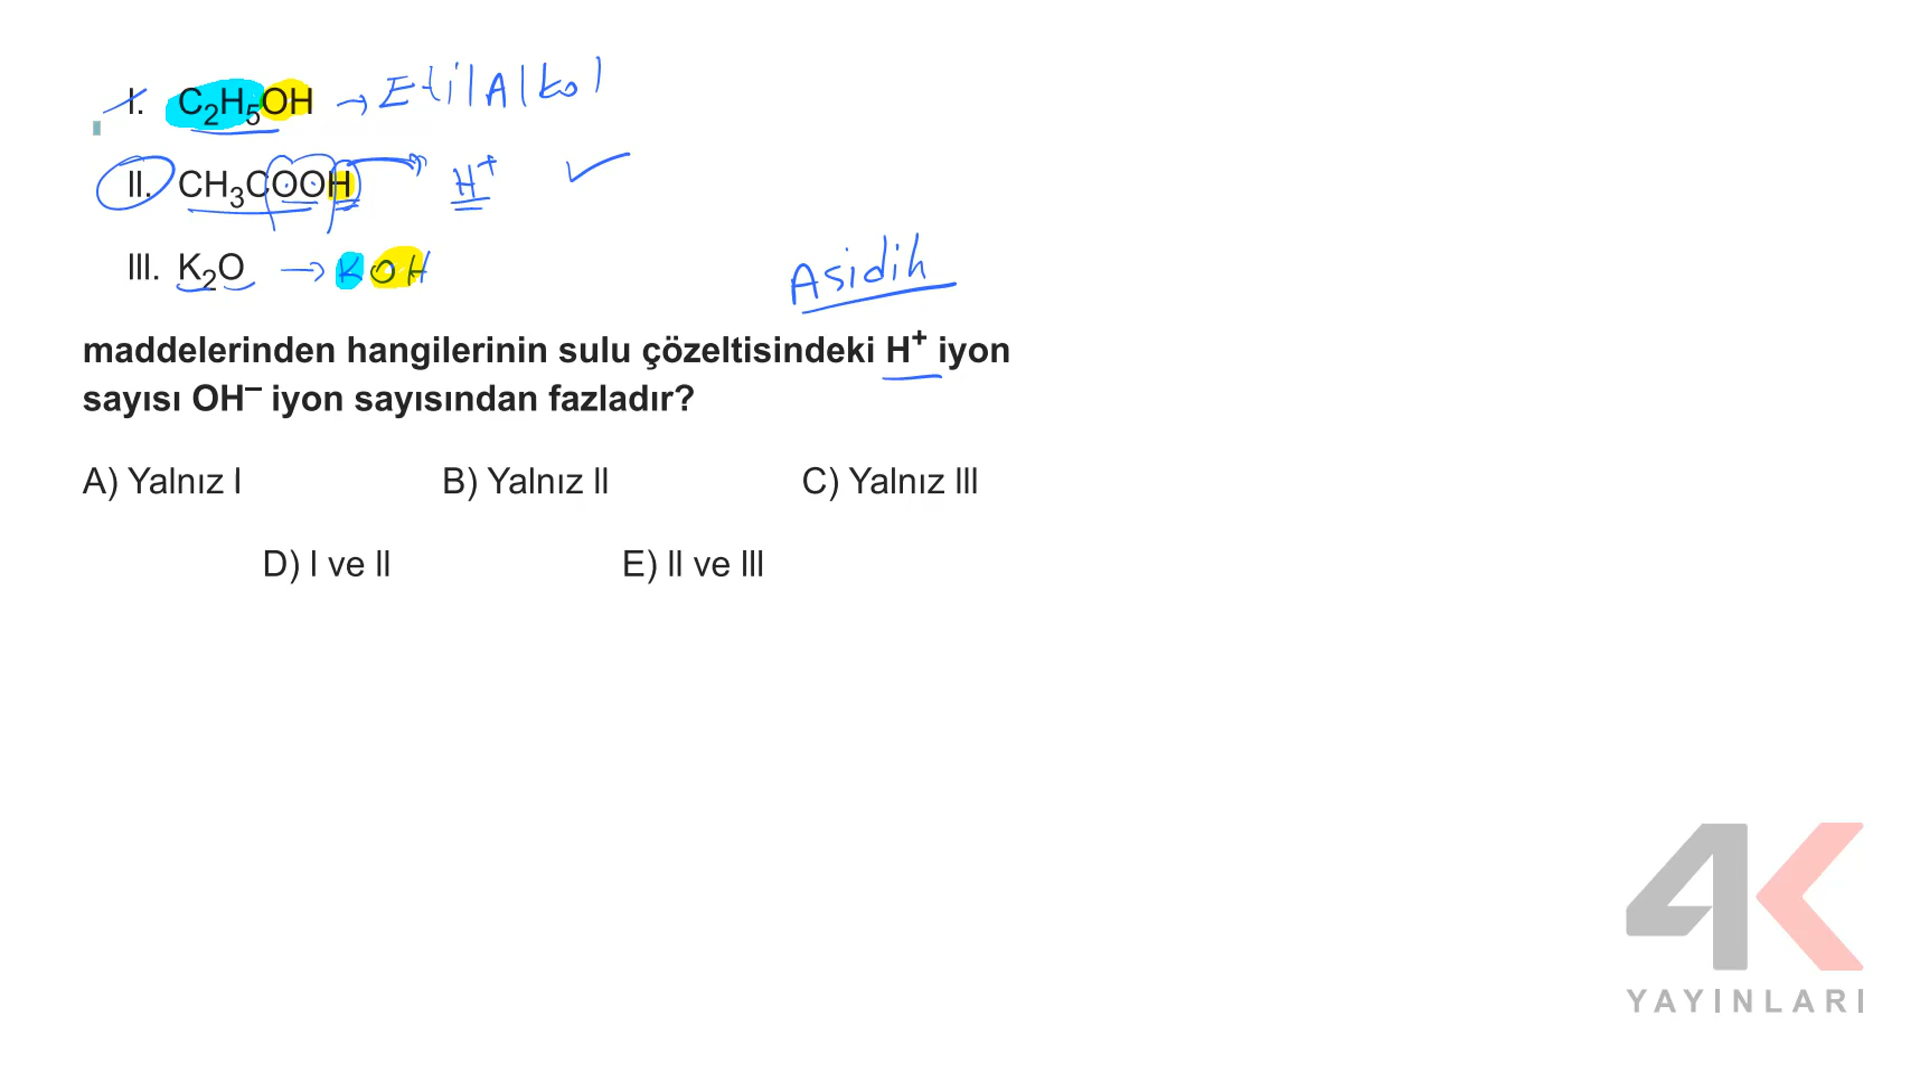 I. C₂H₅OH → Etil Alkol
II. CH₃COOH → H⁺ ✓
III. K₂O → KOH
Asidik
maddelerinden hangilerinin sulu çözeltisindeki H⁺ iyon
sayısı OH⁻ iyon sayısından fazladır?
A) Yalnız I B) Yalnız II C) Yalnız III
D) I ve II E) II ve III
4K
YAYINLARI